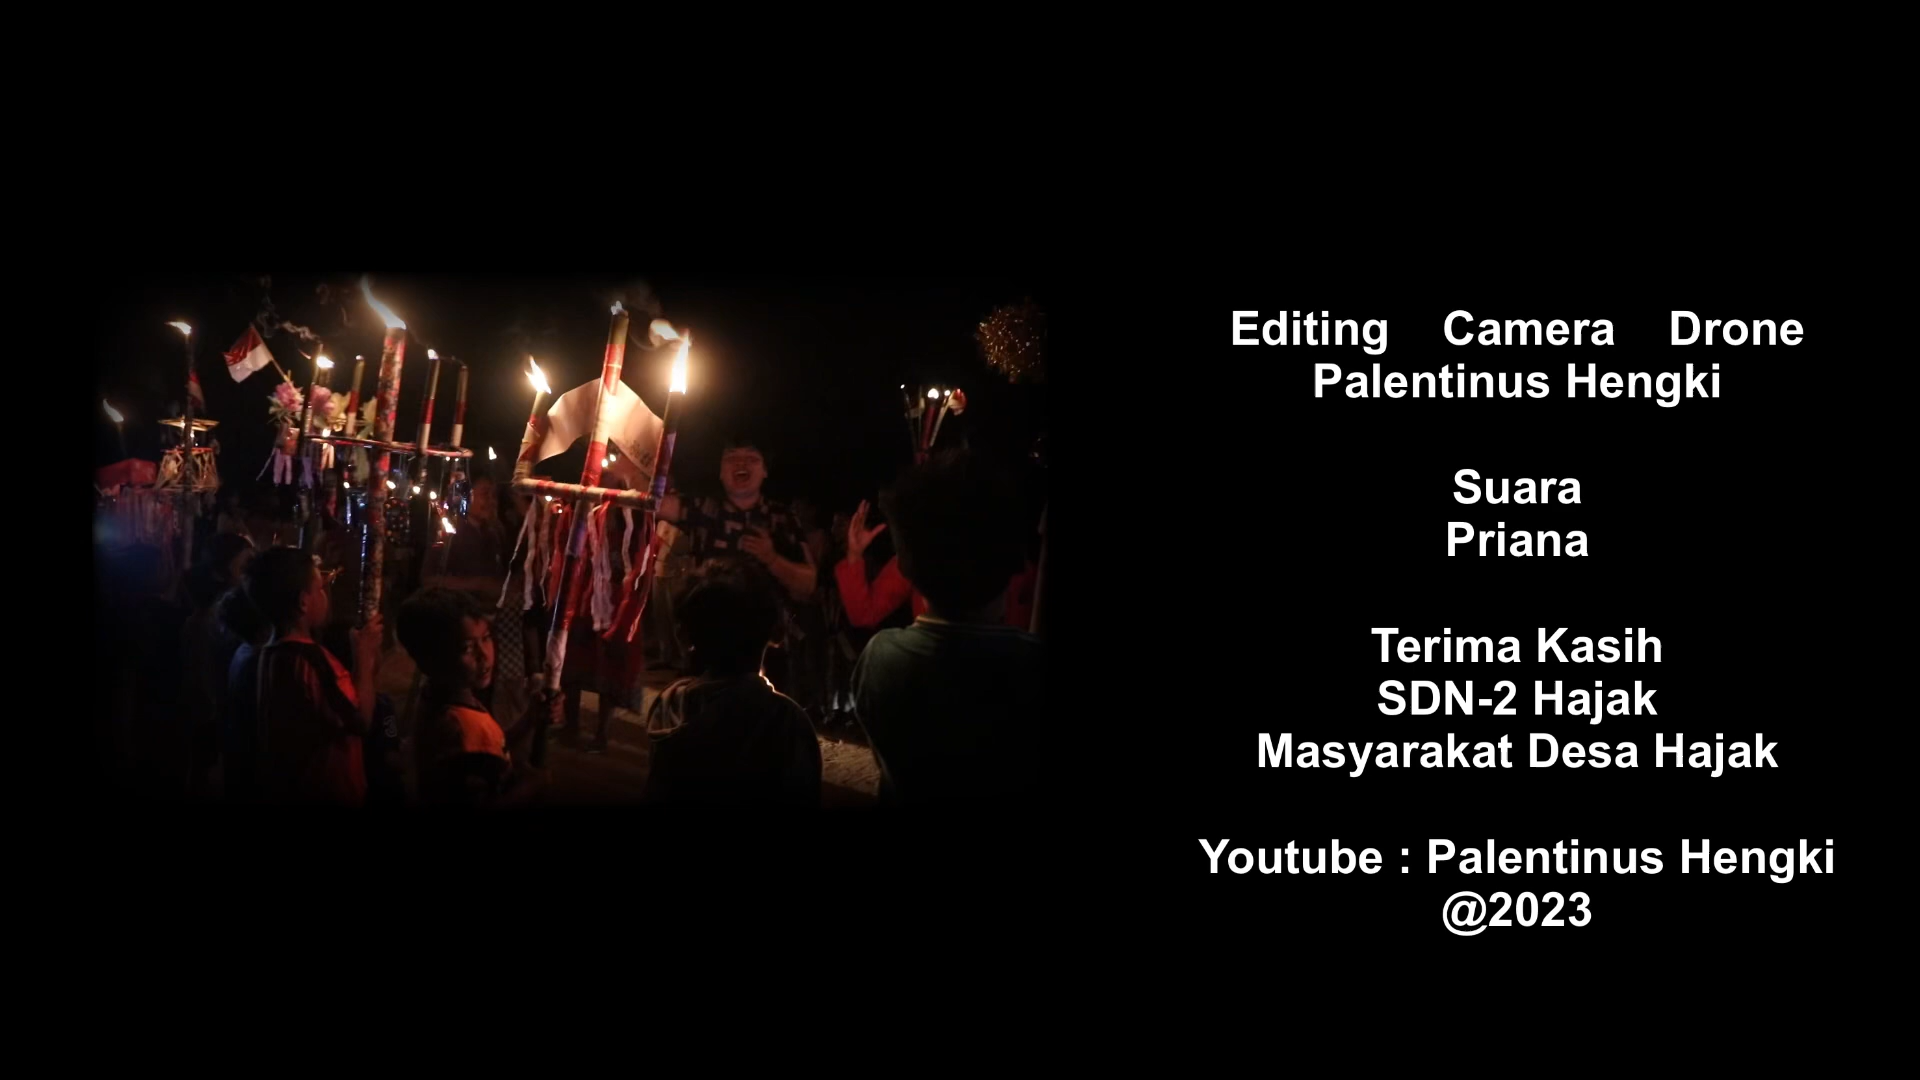 Editing Camera Drone
Palentinus Hengki
Suara
Priana
Terima Kasih
SDN-2 Hajak
Masyarakat Desa Hajak
Youtube : Palentinus Hengki
@2023